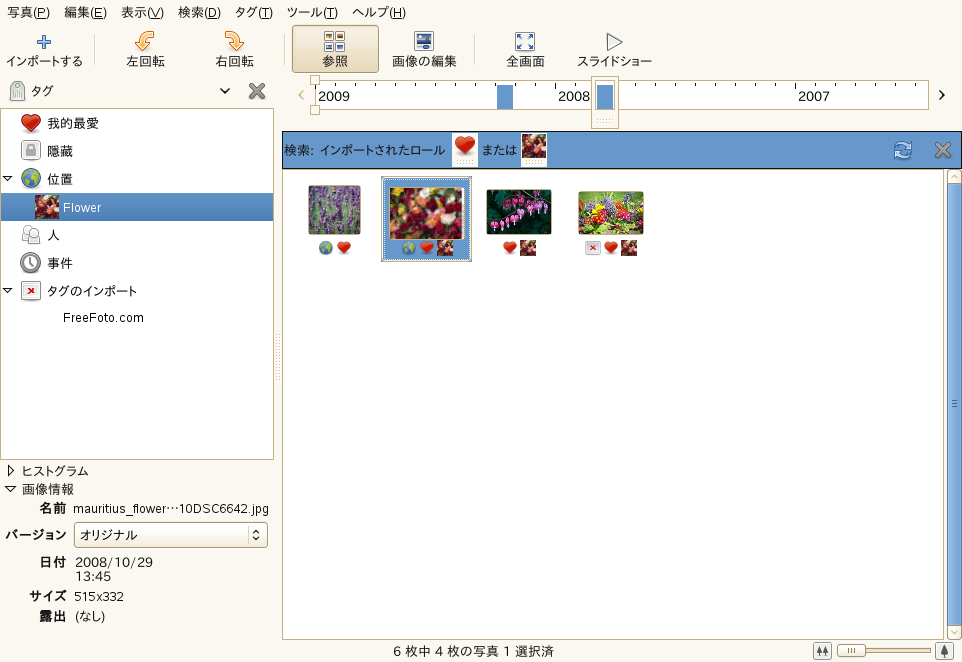 写真(P) 編集(E) 表示(V) 検索(D) タグ(T) ツール(T) ヘルプ(H)
インポートする 左回転 右回転 参照 画像の編集 全画面 スライドショー
タグ
2009 2008 2007
我的最愛
隠蔵
位置
Flower
人
事件
タグのインポート
FreeFoto.com
検索: インポートされたロール または
ヒストグラム
画像情報
名前 mauritius_flower…10DSC6642.jpg
バージョン オリジナル
日付 2008/10/29
13:45
サイズ 515x332
露出 (なし)
6 枚中 4 枚の写真 1 選択済